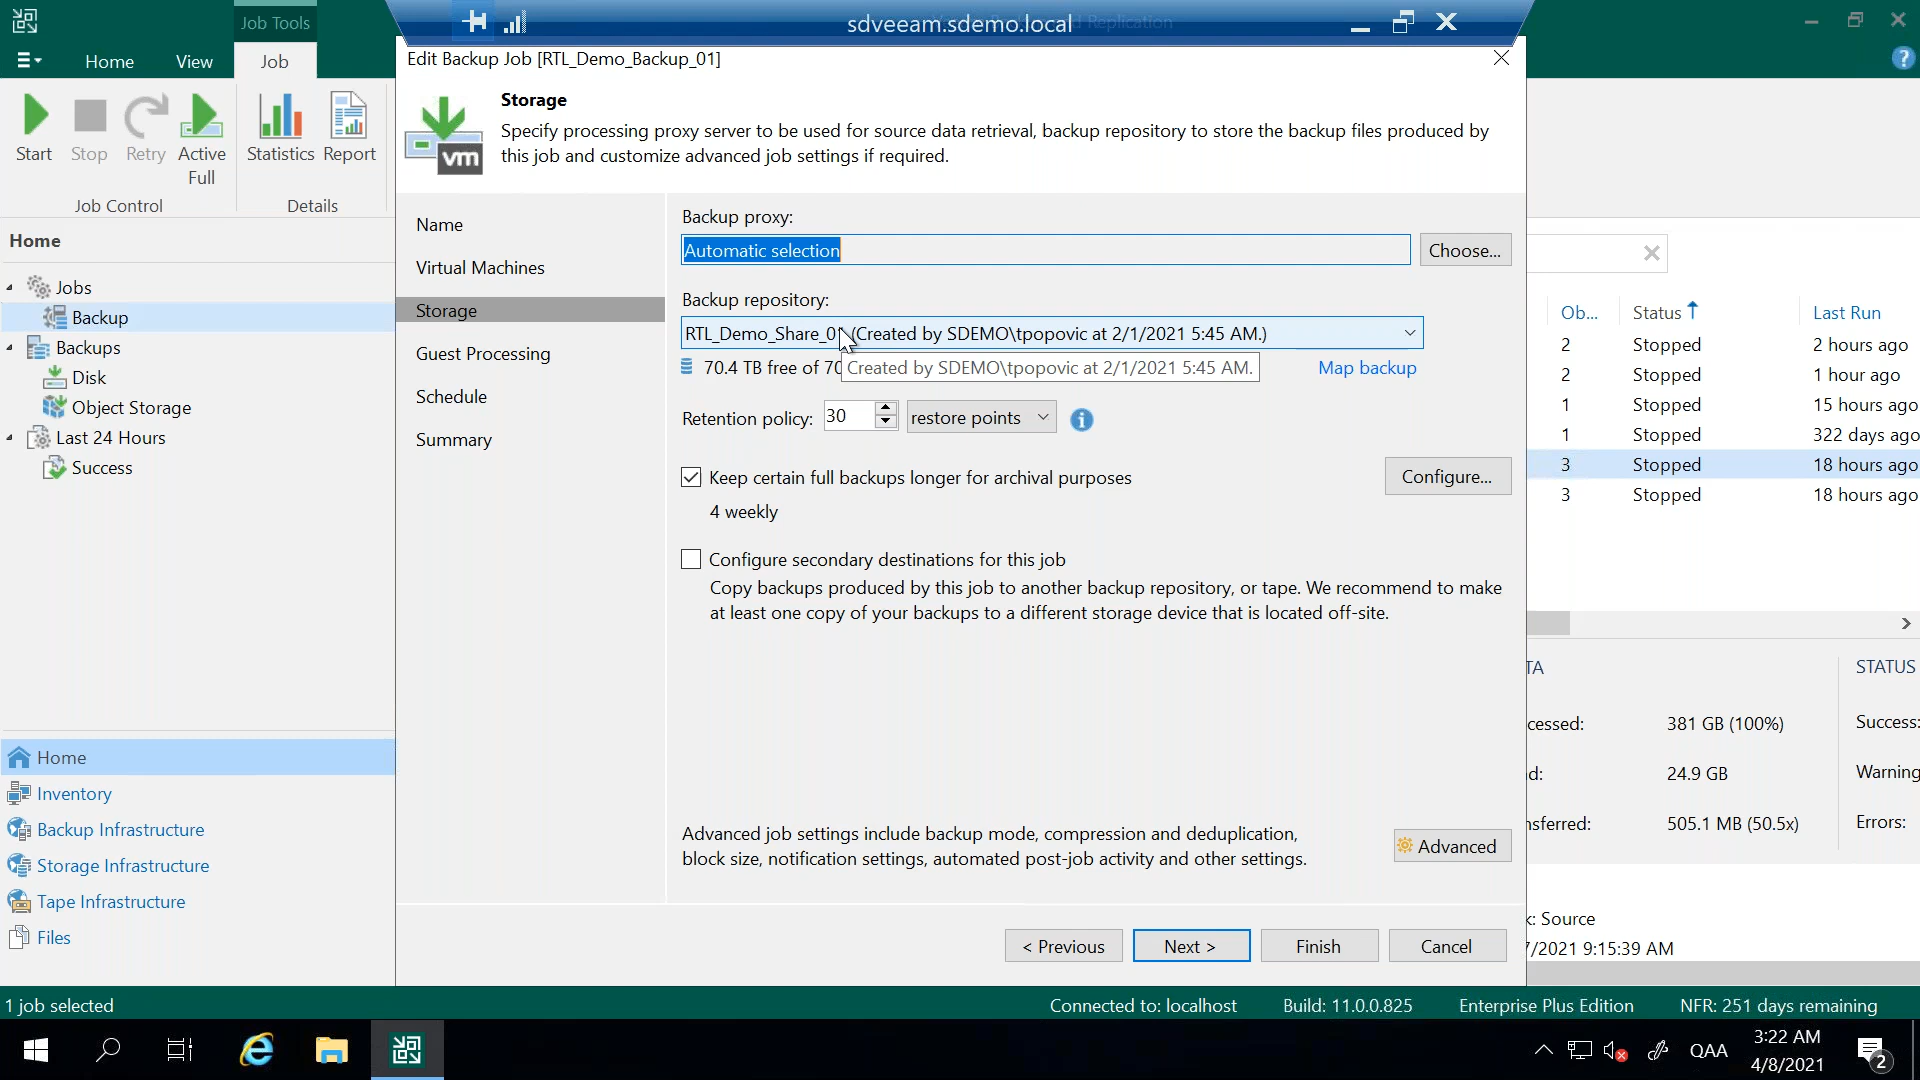 Job Tools
sdveeam.sdemo.local
Home
View
Job
Start
Stop
Retry
Active
Full
Statistics
Report
Job Control
Details
Home
Jobs
Backup
Backups
Disk
Object Storage
Last 24 Hours
Success
Home
Inventory
Backup Infrastructure
Storage Infrastructure
Tape Infrastructure
Files
Edit Backup Job [RTL_Demo_Backup_01]
Storage
Specify processing proxy server to be used for source data retrieval, backup repository to store the backup files produced by
this job and customize advanced job settings if required.
vm
Name
Virtual Machines
Storage
Guest Processing
Schedule
Summary
Backup proxy:
Automatic selection
Choose...
Backup repository:
RTL_Demo_Share_01 (Created by SDEMO\tpopovic at 2/1/2021 5:45 AM.)
70.4 TB free of 70
Created by SDEMO\tpopovic at 2/1/2021 5:45 AM.
Map backup
Retention policy:
30
restore points
Keep certain full backups longer for archival purposes
Configure...
4 weekly
Configure secondary destinations for this job
Copy backups produced by this job to another backup repository, or tape. We recommend to make
at least one copy of your backups to a different storage device that is located off-site.
Advanced job settings include backup mode, compression and deduplication,
block size, notification settings, automated post-job activity and other settings.
Advanced
< Previous
Next >
Finish
Cancel
Ob...
Status
Last Run
2
Stopped
2 hours ago
2
Stopped
1 hour ago
1
Stopped
15 hours ago
1
Stopped
322 days ago
3
Stopped
18 hours ago
3
Stopped
18 hours ago
TA
STATUS
cessed:
381 GB (100%)
Success:
d:
24.9 GB
Warning
nsferred:
505.1 MB (50.5x)
Errors:
k: Source
7/2021 9:15:39 AM
1 job selected
Connected to: localhost
Build: 11.0.0.825
Enterprise Plus Edition
NFR: 251 days remaining
QAA
3:22 AM
4/8/2021
2